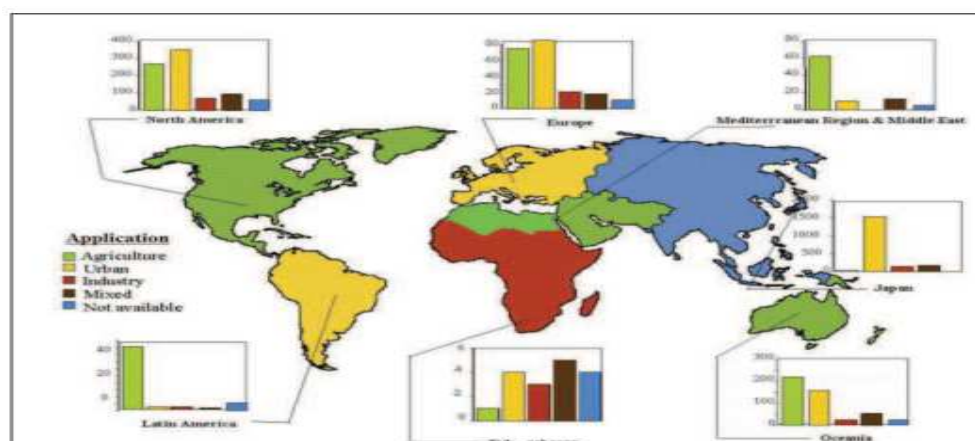 400
300
200
100
0
North America
80
60
40
20
0
Europe
80
60
40
20
0
Mediterranean Region & Middle East
Application
Agriculture
Urban
Industry
Mixed
Not available
1500
1000
500
Japan
40
20
0
Latin America
6
4
2
0
300
200
100
0
Oceania